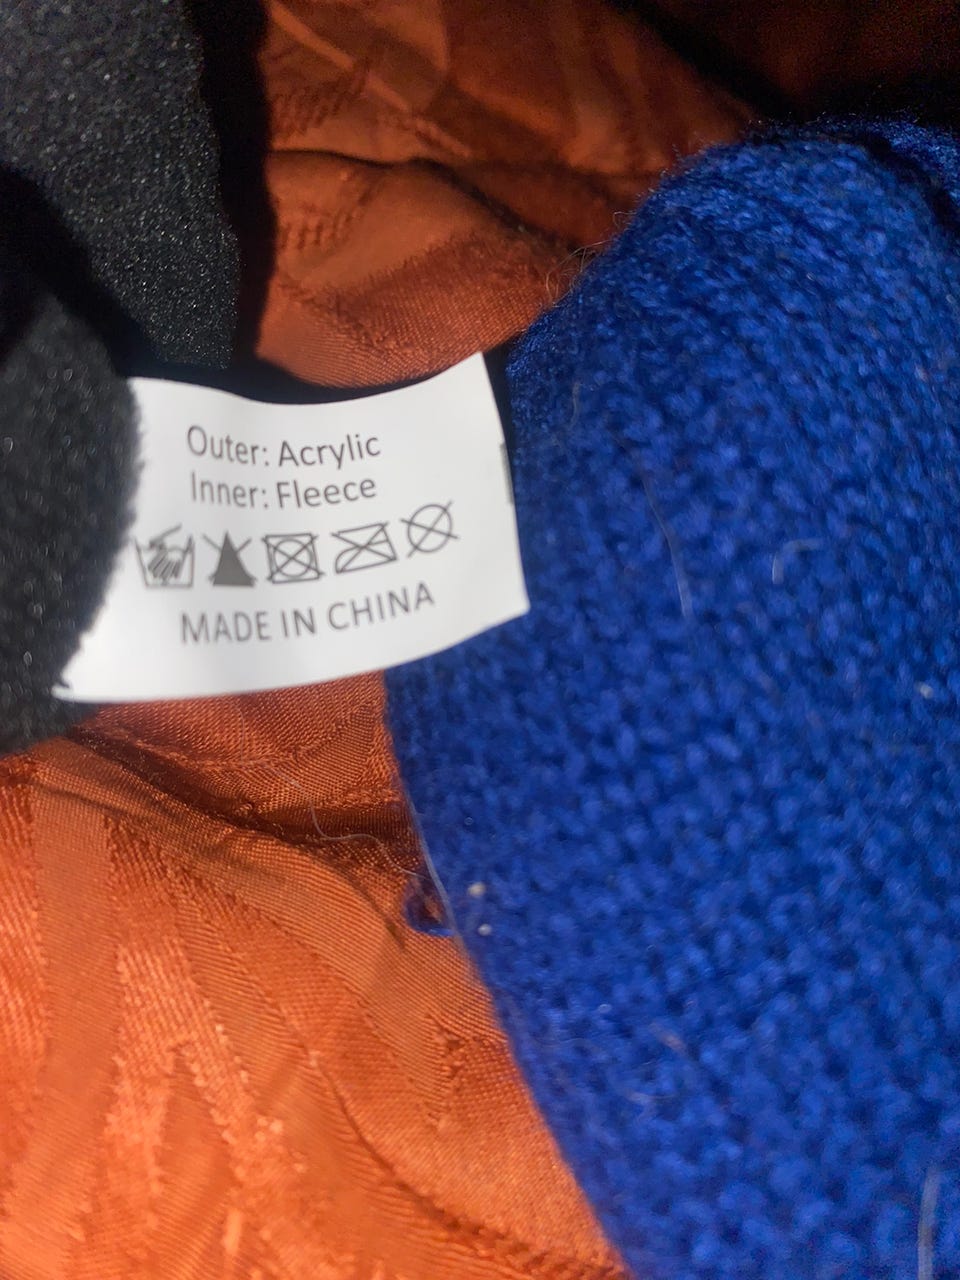 Outer: Acrylic
Inner: Fleece
MADE IN CHINA